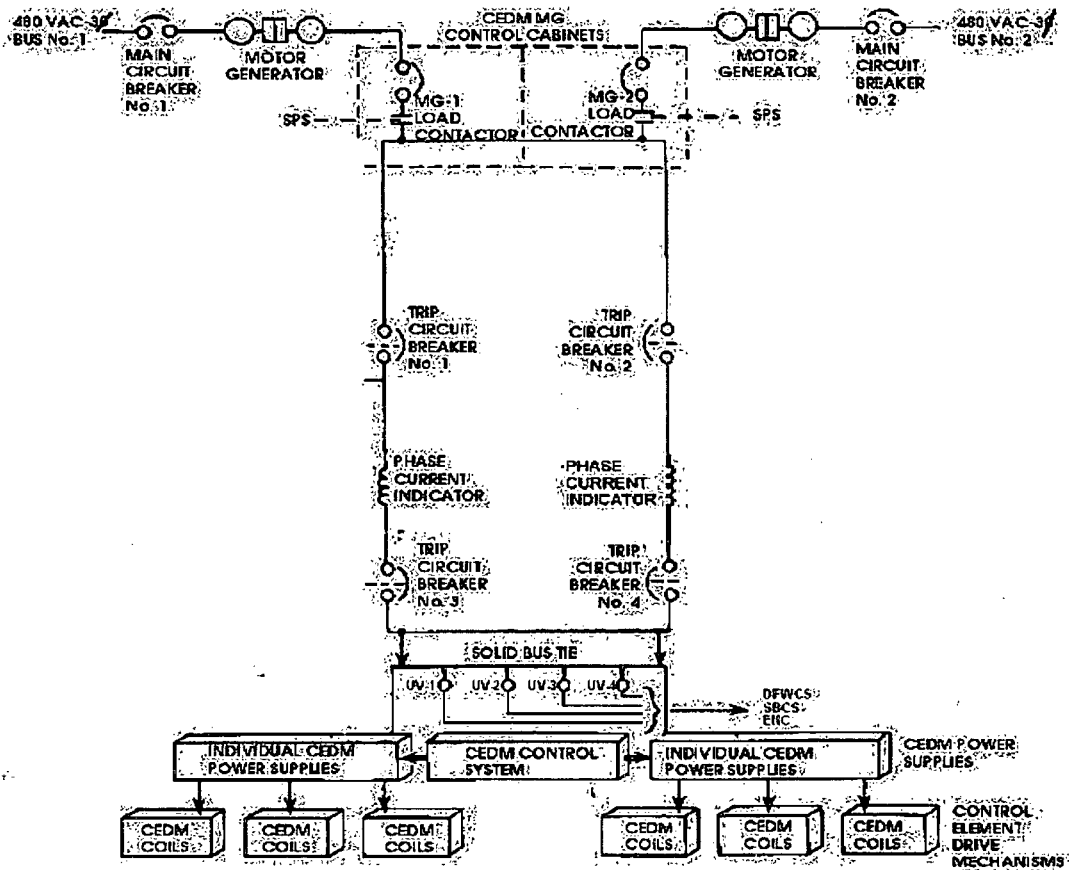 480 VAC-3Ø
BUS No. 1
MAIN
CIRCUIT
BREAKER
No. 1
MOTOR
GENERATOR
CEDM MG
CONTROL CABINETS
MOTOR
GENERATOR
MAIN
CIRCUIT
BREAKER
No. 2
480 VAC-3Ø
BUS No. 2
SPS
MG-1
LOAD
CONTACTOR
MG-2
LOAD
CONTACTOR
SPS
TRIP
CIRCUIT
BREAKER
No. 1
TRIP
CIRCUIT
BREAKER
No. 2
PHASE
CURRENT
INDICATOR
PHASE
CURRENT
INDICATOR
TRIP
CIRCUIT
BREAKER
No. 3
TRIP
CIRCUIT
BREAKER
No. 4
SOLID BUS TIE
UV-1
UV-2
UV-3
UV-4
DFWCS
SBCS
EHC
INDIVIDUAL CEDM
POWER SUPPLIES
CEDM CONTROL
SYSTEM
INDIVIDUAL CEDM
POWER SUPPLIES
CEDM POWER
SUPPLIES
CEDM
COILS
CEDM
COILS
CEDM
COILS
CEDM
COILS
CEDM
COILS
CEDM
COILS
CONTROL
ELEMENT
DRIVE
MECHANISMS